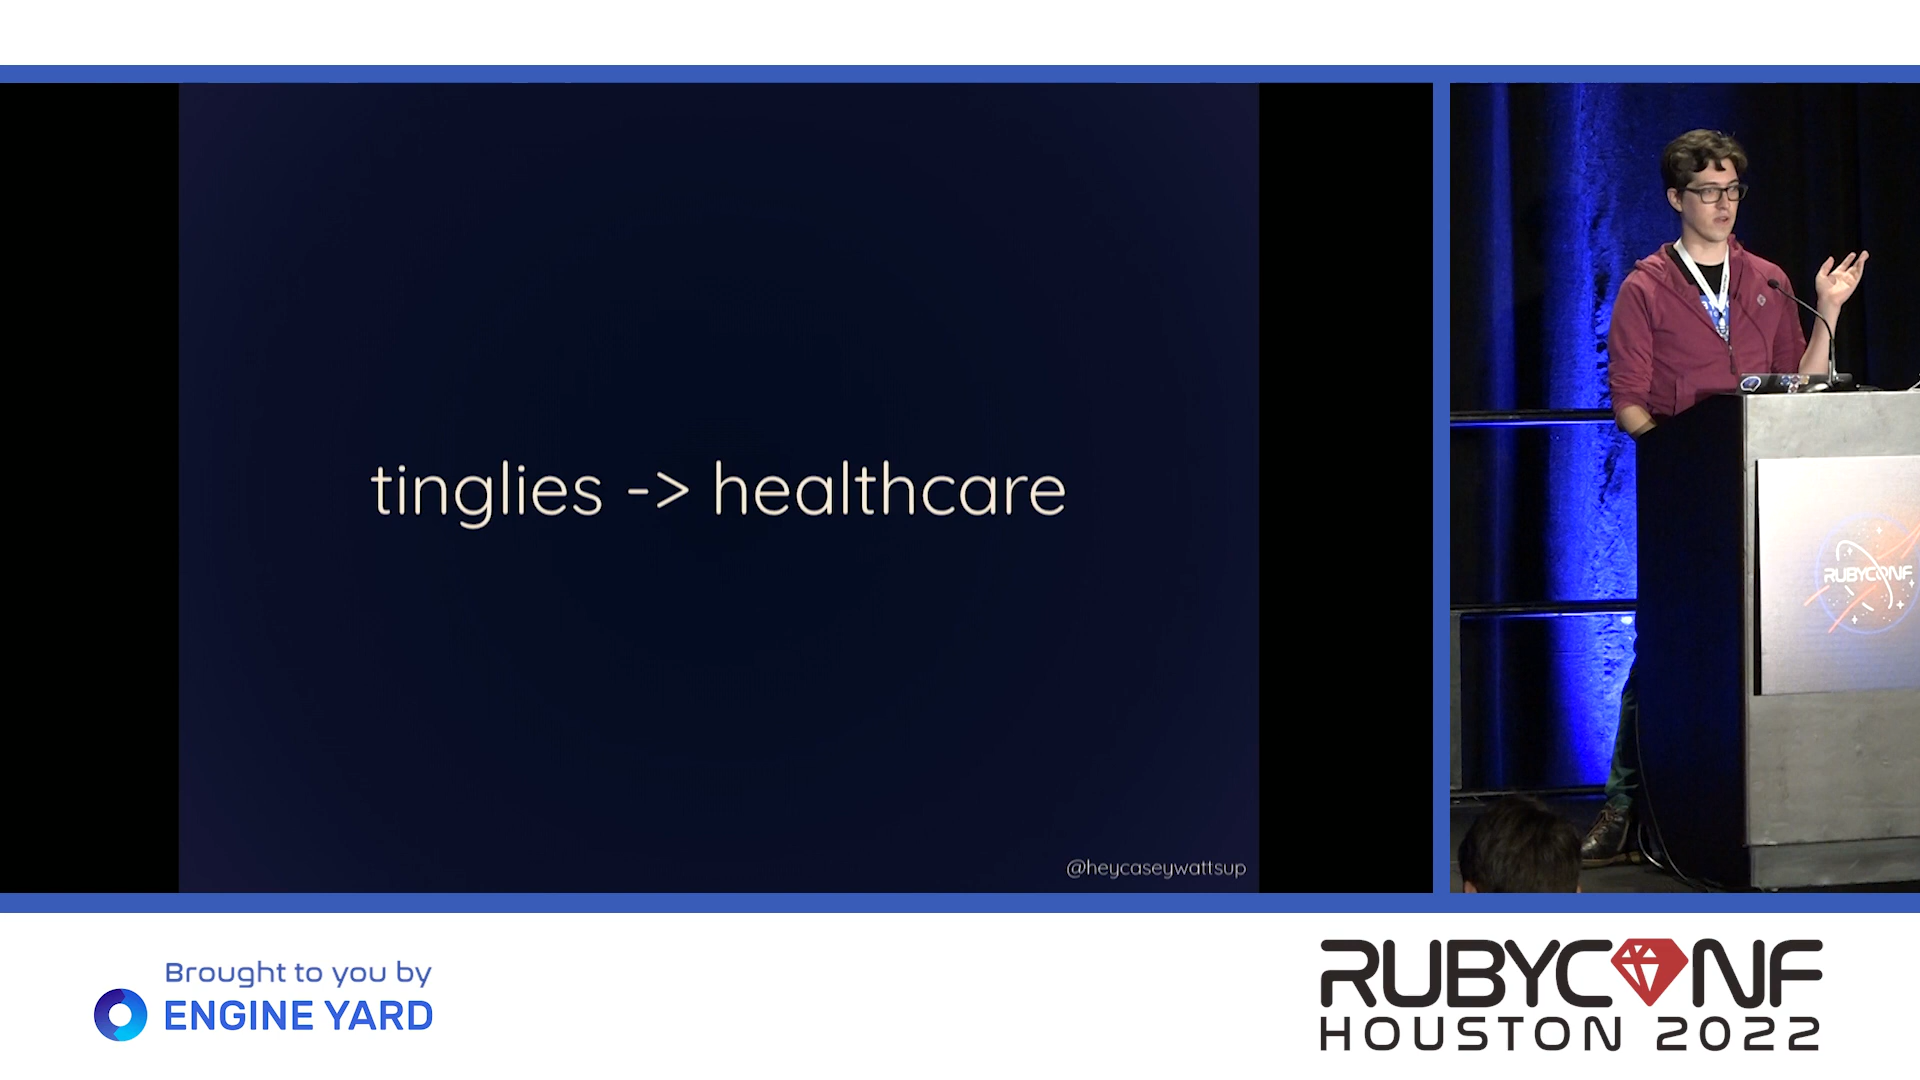 tinglies -> healthcare
@heycaseywattsup
RUBYCONF
Brought to you by
ENGINE YARD
RUBYCONF
HOUSTON 2022